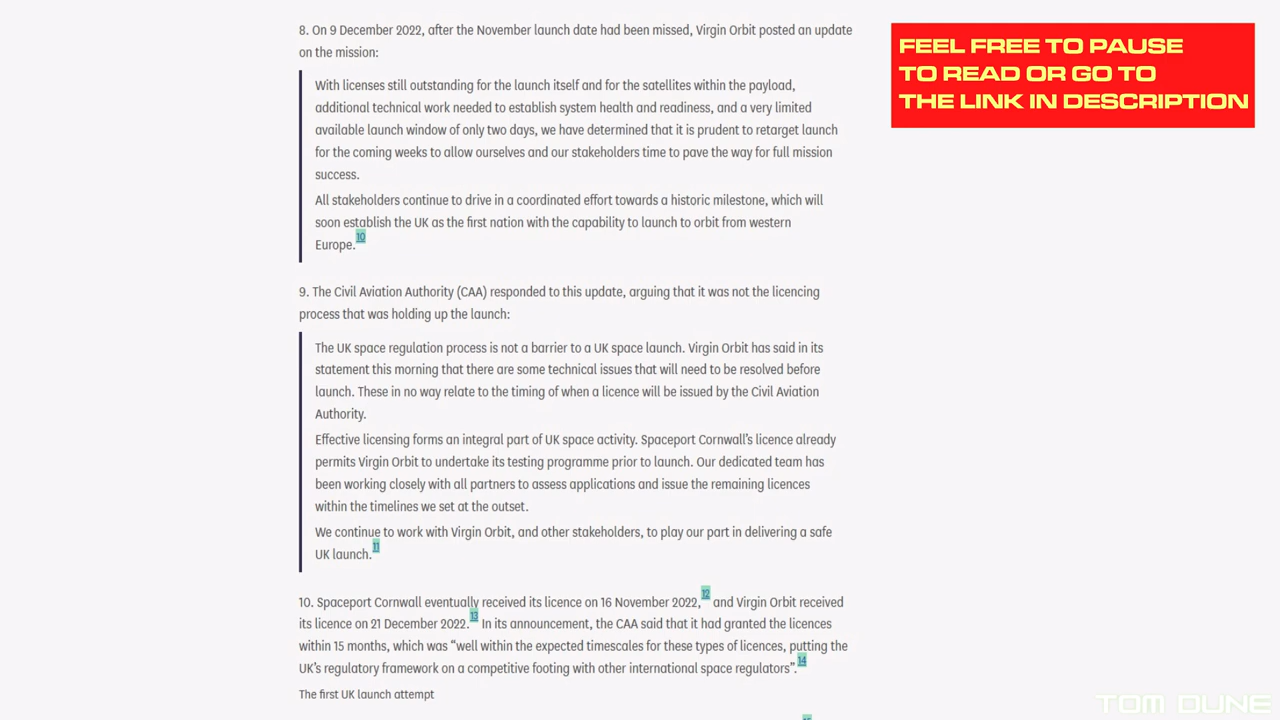 8. On 9 December 2022, after the November launch date had been missed, Virgin Orbit posted an update
on the mission:
With licenses still outstanding for the launch itself and for the satellites within the payload,
additional technical work needed to establish system health and readiness, and a very limited
available launch window of only two days, we have determined that it is prudent to retarget launch
for the coming weeks to allow ourselves and our stakeholders time to pave the way for full mission
success.
All stakeholders continue to drive in a coordinated effort towards a historic milestone, which will
soon establish the UK as the first nation with the capability to launch to orbit from western
Europe.10
9. The Civil Aviation Authority (CAA) responded to this update, arguing that it was not the licencing
process that was holding up the launch:
The UK space regulation process is not a barrier to a UK space launch. Virgin Orbit has said in its
statement this morning that there are some technical issues that will need to be resolved before
launch. These in no way relate to the timing of when a licence will be issued by the Civil Aviation
Authority.
Effective licensing forms an integral part of UK space activity. Spaceport Cornwall's licence already
permits Virgin Orbit to undertake its testing programme prior to launch. Our dedicated team has
been working closely with all partners to assess applications and issue the remaining licences
within the timelines we set at the outset.
We continue to work with Virgin Orbit, and other stakeholders, to play our part in delivering a safe
UK launch.11
10. Spaceport Cornwall eventually received its licence on 16 November 2022,12 and Virgin Orbit received
its licence on 21 December 2022.13 In its announcement, the CAA said that it had granted the licences
within 15 months, which was “well within the expected timescales for these types of licences, putting the
UK's regulatory framework on a competitive footing with other international space regulators”.14
The first UK launch attempt
FEEL FREE TO PAUSE
TO READ OR GO TO
THE LINK IN DESCRIPTION
TOM DUNE